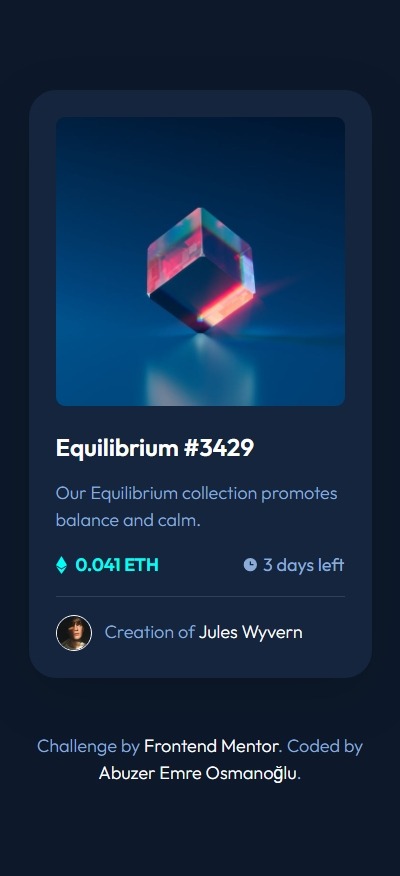 Equilibrium #3429
Our Equilibrium collection promotes
balance and calm.
0.041 ETH
3 days left
Creation of Jules Wyvern
Challenge by Frontend Mentor. Coded by
Abuzer Emre Osmanoğlu.